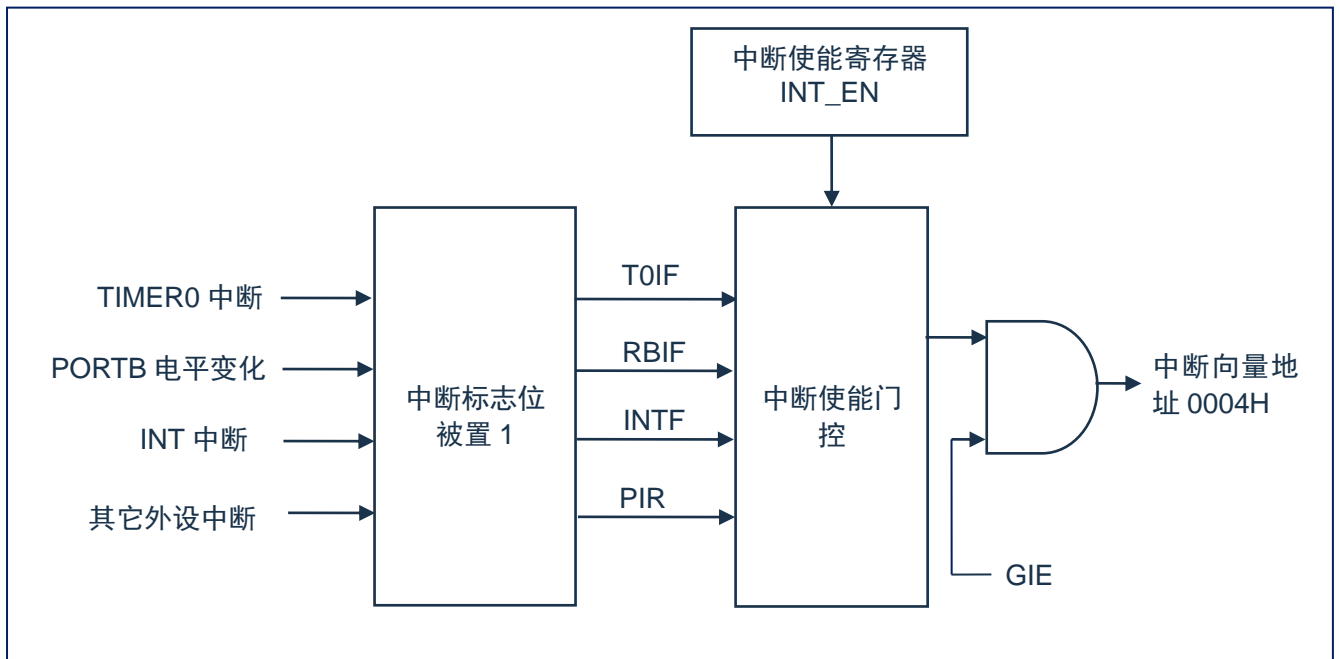 中断使能寄存器
INT_EN
TIMER0 中断
PORTB 电平变化
INT 中断
其它外设中断
中断标志位
被置 1
T0IF
RBIF
INTF
PIR
中断使能门
控
GIE
中断向量地
址 0004H